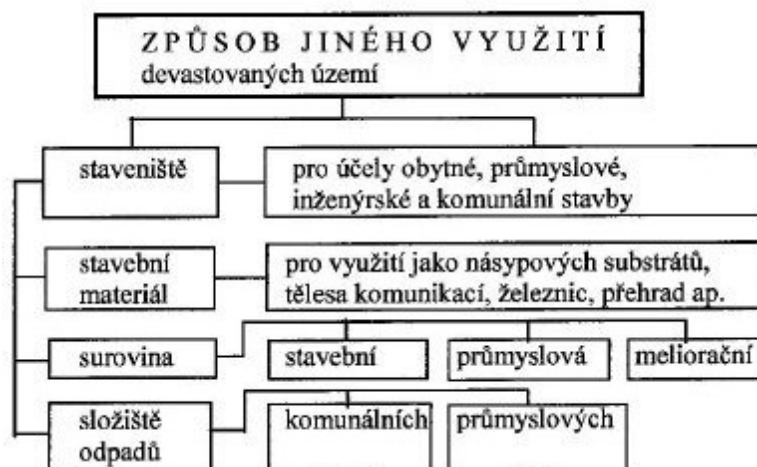 ZPŮSOB JINÉHO VYUŽITÍ
devastovaných území
staveniště
pro účely obytné, průmyslové,
inženýrské a komunální stavby
stavební
materiál
pro využití jako násypových substrátů,
tělesa komunikací, železnic, přehrad ap.
surovina
stavební
průmyslová
meliorační
složiště
odpadů
komunálních
průmyslových